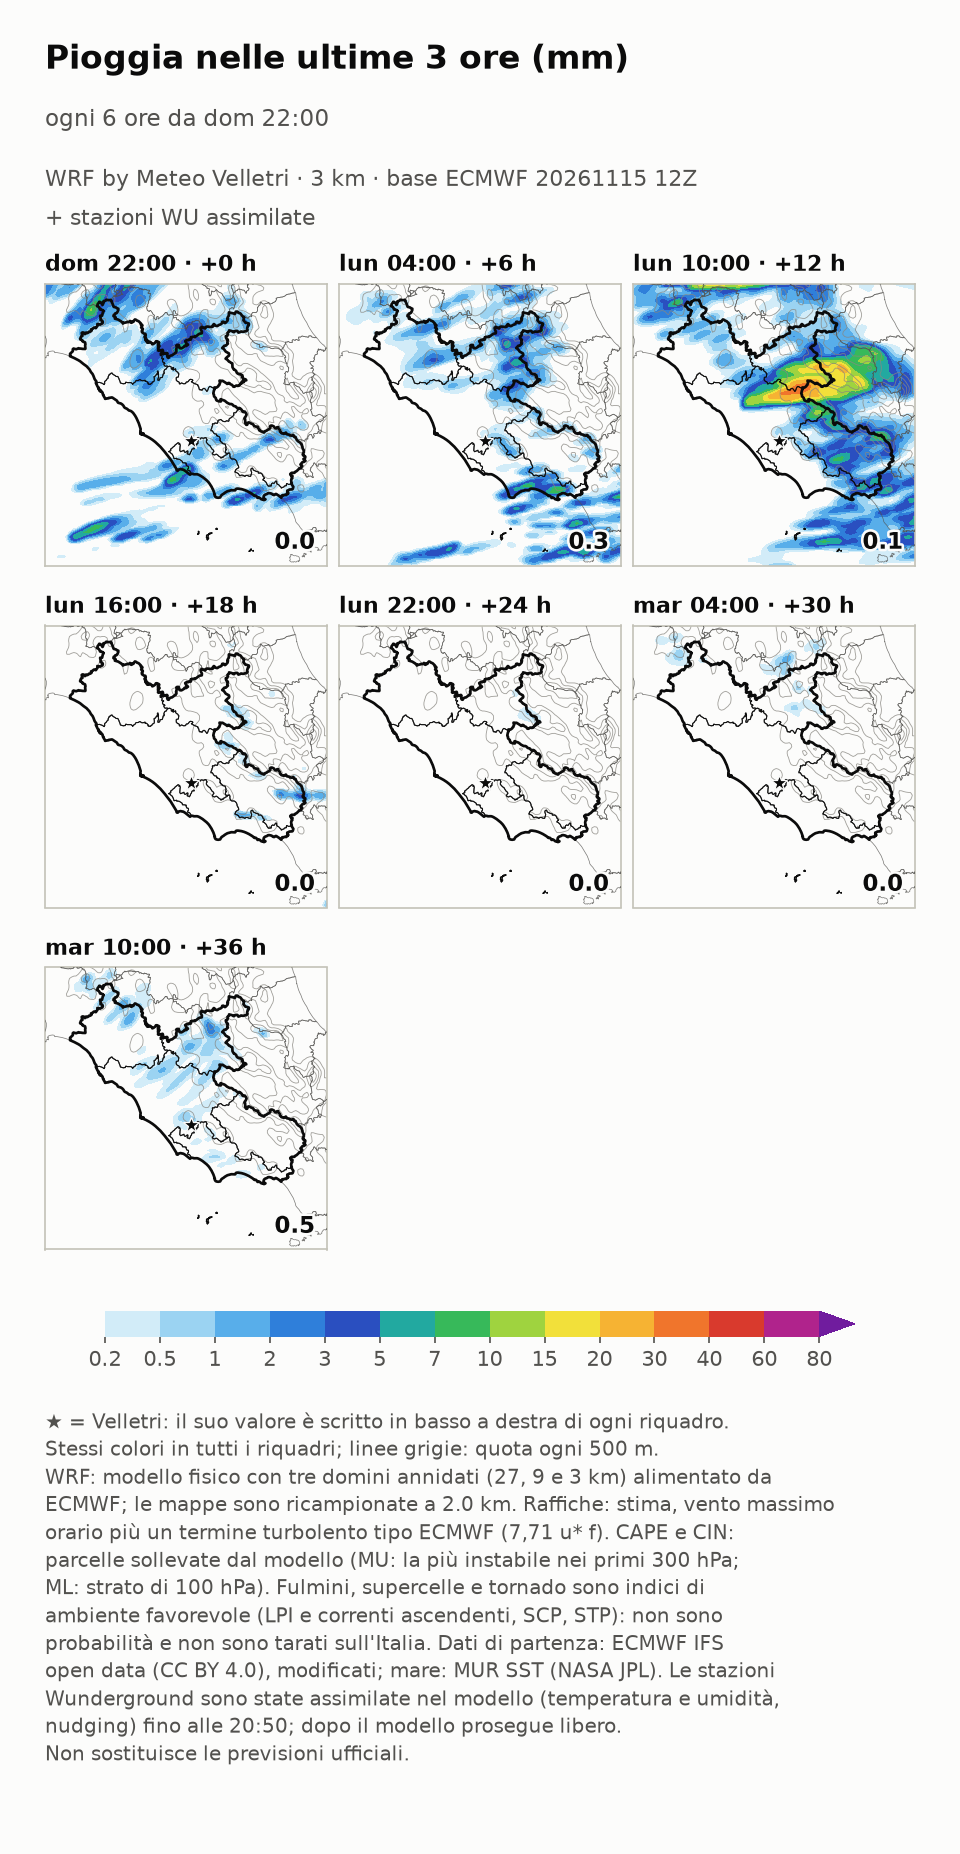 Pioggia nelle ultime 3 ore (mm)
ogni 6 ore da dom 22:00
WRF by Meteo Velletri · 3 km · base ECMWF 20261115 12Z
+ stazioni WU assimilate
dom 22:00 · +0 h
lun 04:00 · +6 h
lun 10:00 · +12 h
0.0
0.3
0.1
lun 16:00 · +18 h
lun 22:00 · +24 h
mar 04:00 · +30 h
0.0
0.0
0.0
mar 10:00 · +36 h
0.5
0.2 0.5 1 2 3 5 7 10 15 20 30 40 60 80
★ = Velletri: il suo valore è scritto in basso a destra di ogni riquadro.
Stessi colori in tutti i riquadri; linee grigie: quota ogni 500 m.
WRF: modello fisico con tre domini annidati (27, 9 e 3 km) alimentato da
ECMWF; le mappe sono ricampionate a 2.0 km. Raffiche: stima, vento massimo
orario più un termine turbolento tipo ECMWF (7,71 u* f). CAPE e CIN:
parcelle sollevate dal modello (MU: la più instabile nei primi 300 hPa;
ML: strato di 100 hPa). Fulmini, supercelle e tornado sono indici di
ambiente favorevole (LPI e correnti ascendenti, SCP, STP): non sono
probabilità e non sono tarati sull'Italia. Dati di partenza: ECMWF IFS
open data (CC BY 4.0), modificati; mare: MUR SST (NASA JPL). Le stazioni
Wunderground sono state assimilate nel modello (temperatura e umidità,
nudging) fino alle 20:50; dopo il modello prosegue libero.
Non sostituisce le previsioni ufficiali.